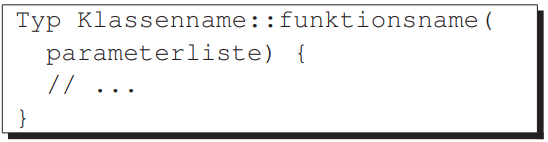 Typ Klassenname::funktionsname(
  parameterliste) {
  // ...
}